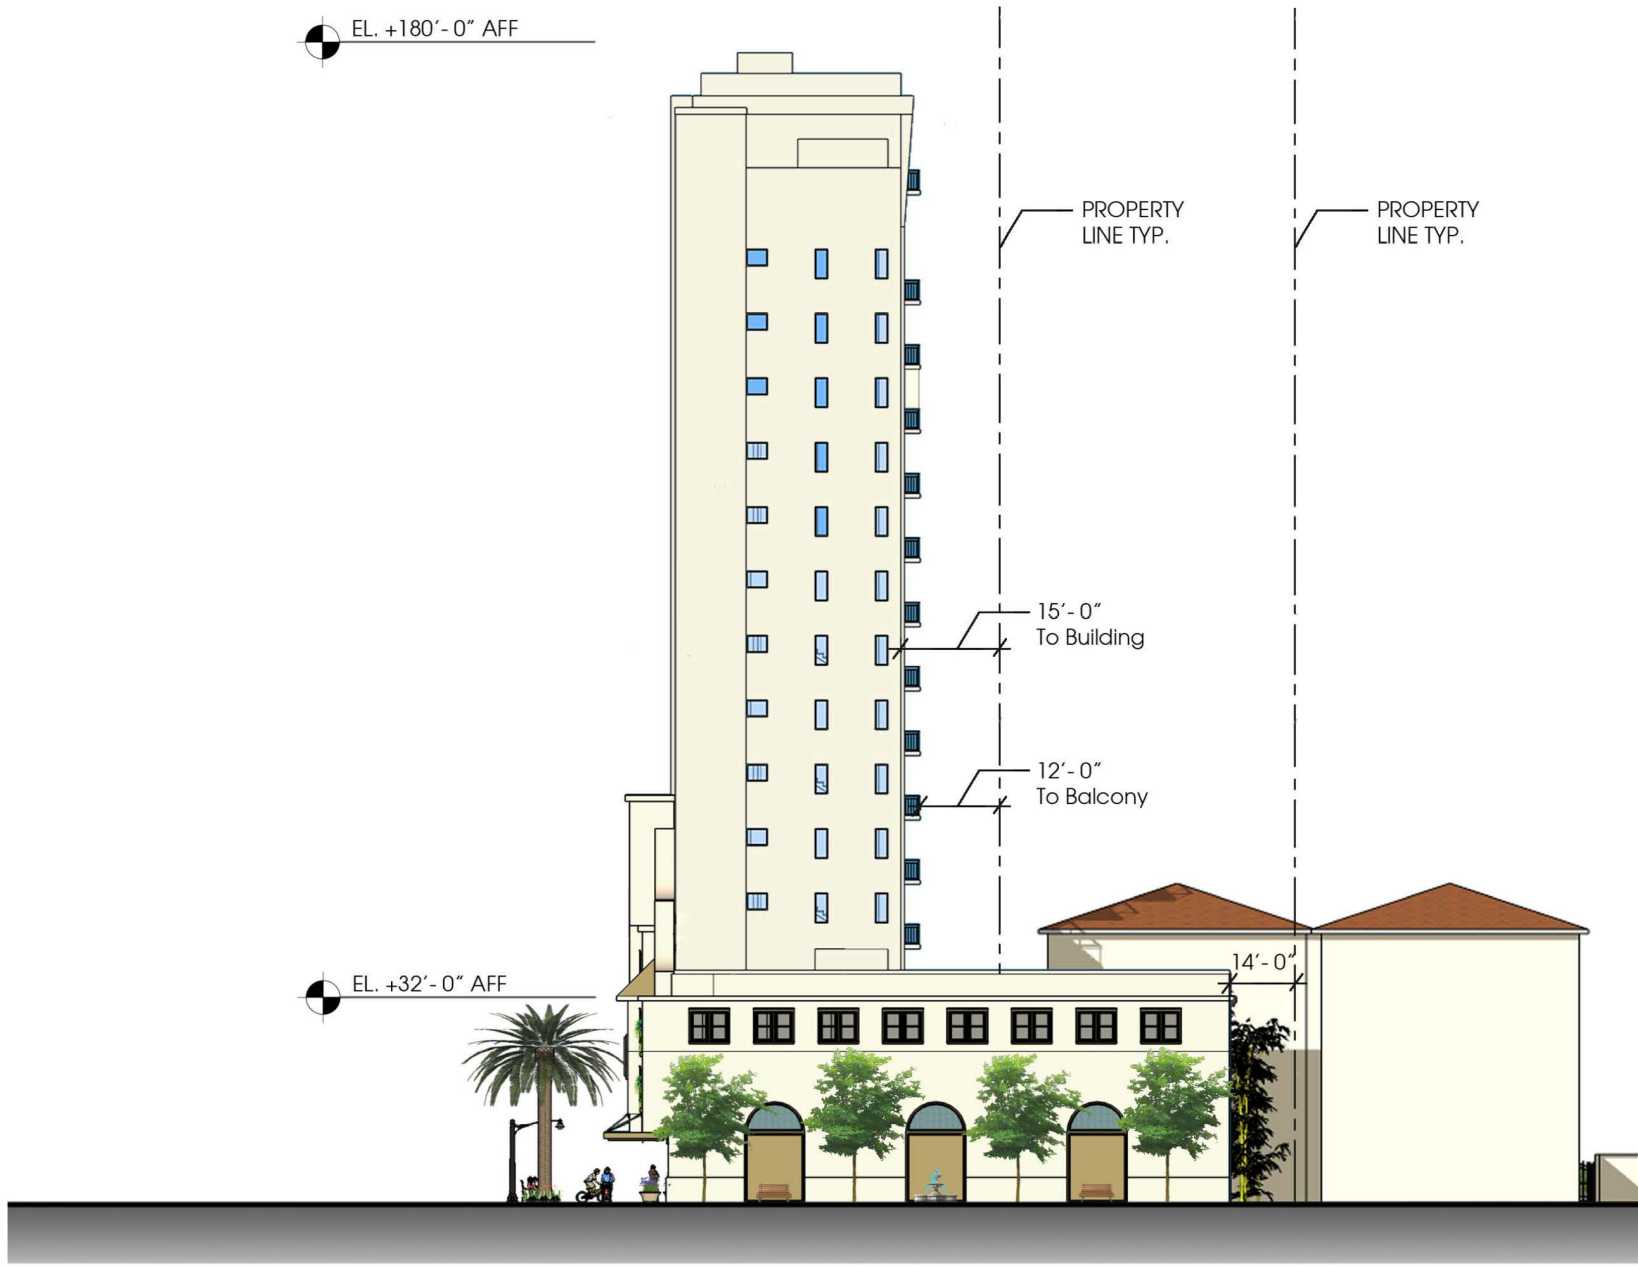 EL. +180'- 0" AFF
PROPERTY
LINE TYP.
PROPERTY
LINE TYP.
15'- 0"
To Building
12'- 0"
To Balcony
14'- 0"
EL. +32'- 0" AFF